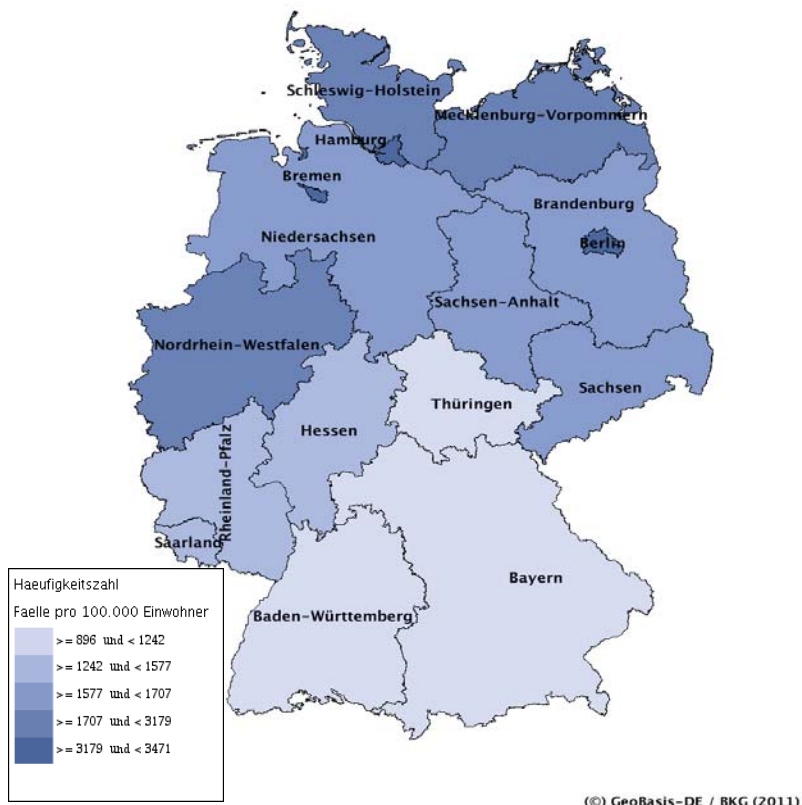 Schleswig-Holstein
Mecklenburg-Vorpommern
Hamburg
Bremen
Brandenburg
Niedersachsen
Berlin
Sachsen-Anhalt
Nordrhein-Westfalen
Sachsen
Thüringen
Hessen
Rheinland-Pfalz
Saarland
Bayern
Baden-Württemberg
Haeufigkeitszahl
Faelle pro 100.000 Einwohner
>= 896 und < 1242
>= 1242 und < 1577
>= 1577 und < 1707
>= 1707 und < 3179
>= 3179 und < 3471
(©) GeoBasis-DE / BKG (2011)